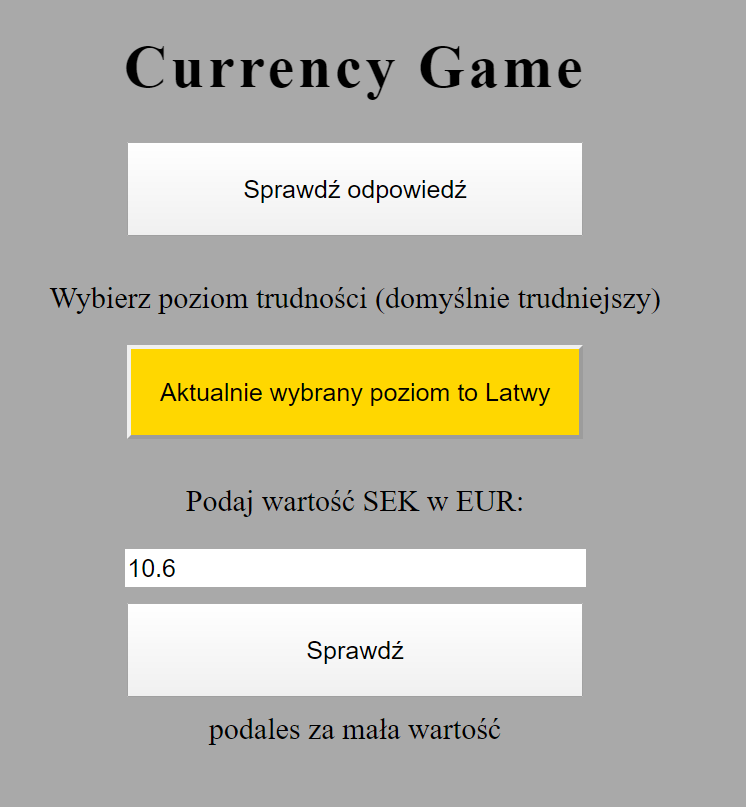 Currency Game
Sprawdź odpowiedź
Wybierz poziom trudności (domyślnie trudniejszy)
Aktualnie wybrany poziom to Latwy
Podaj wartość SEK w EUR:
10.6
Sprawdź
podales za mała wartość